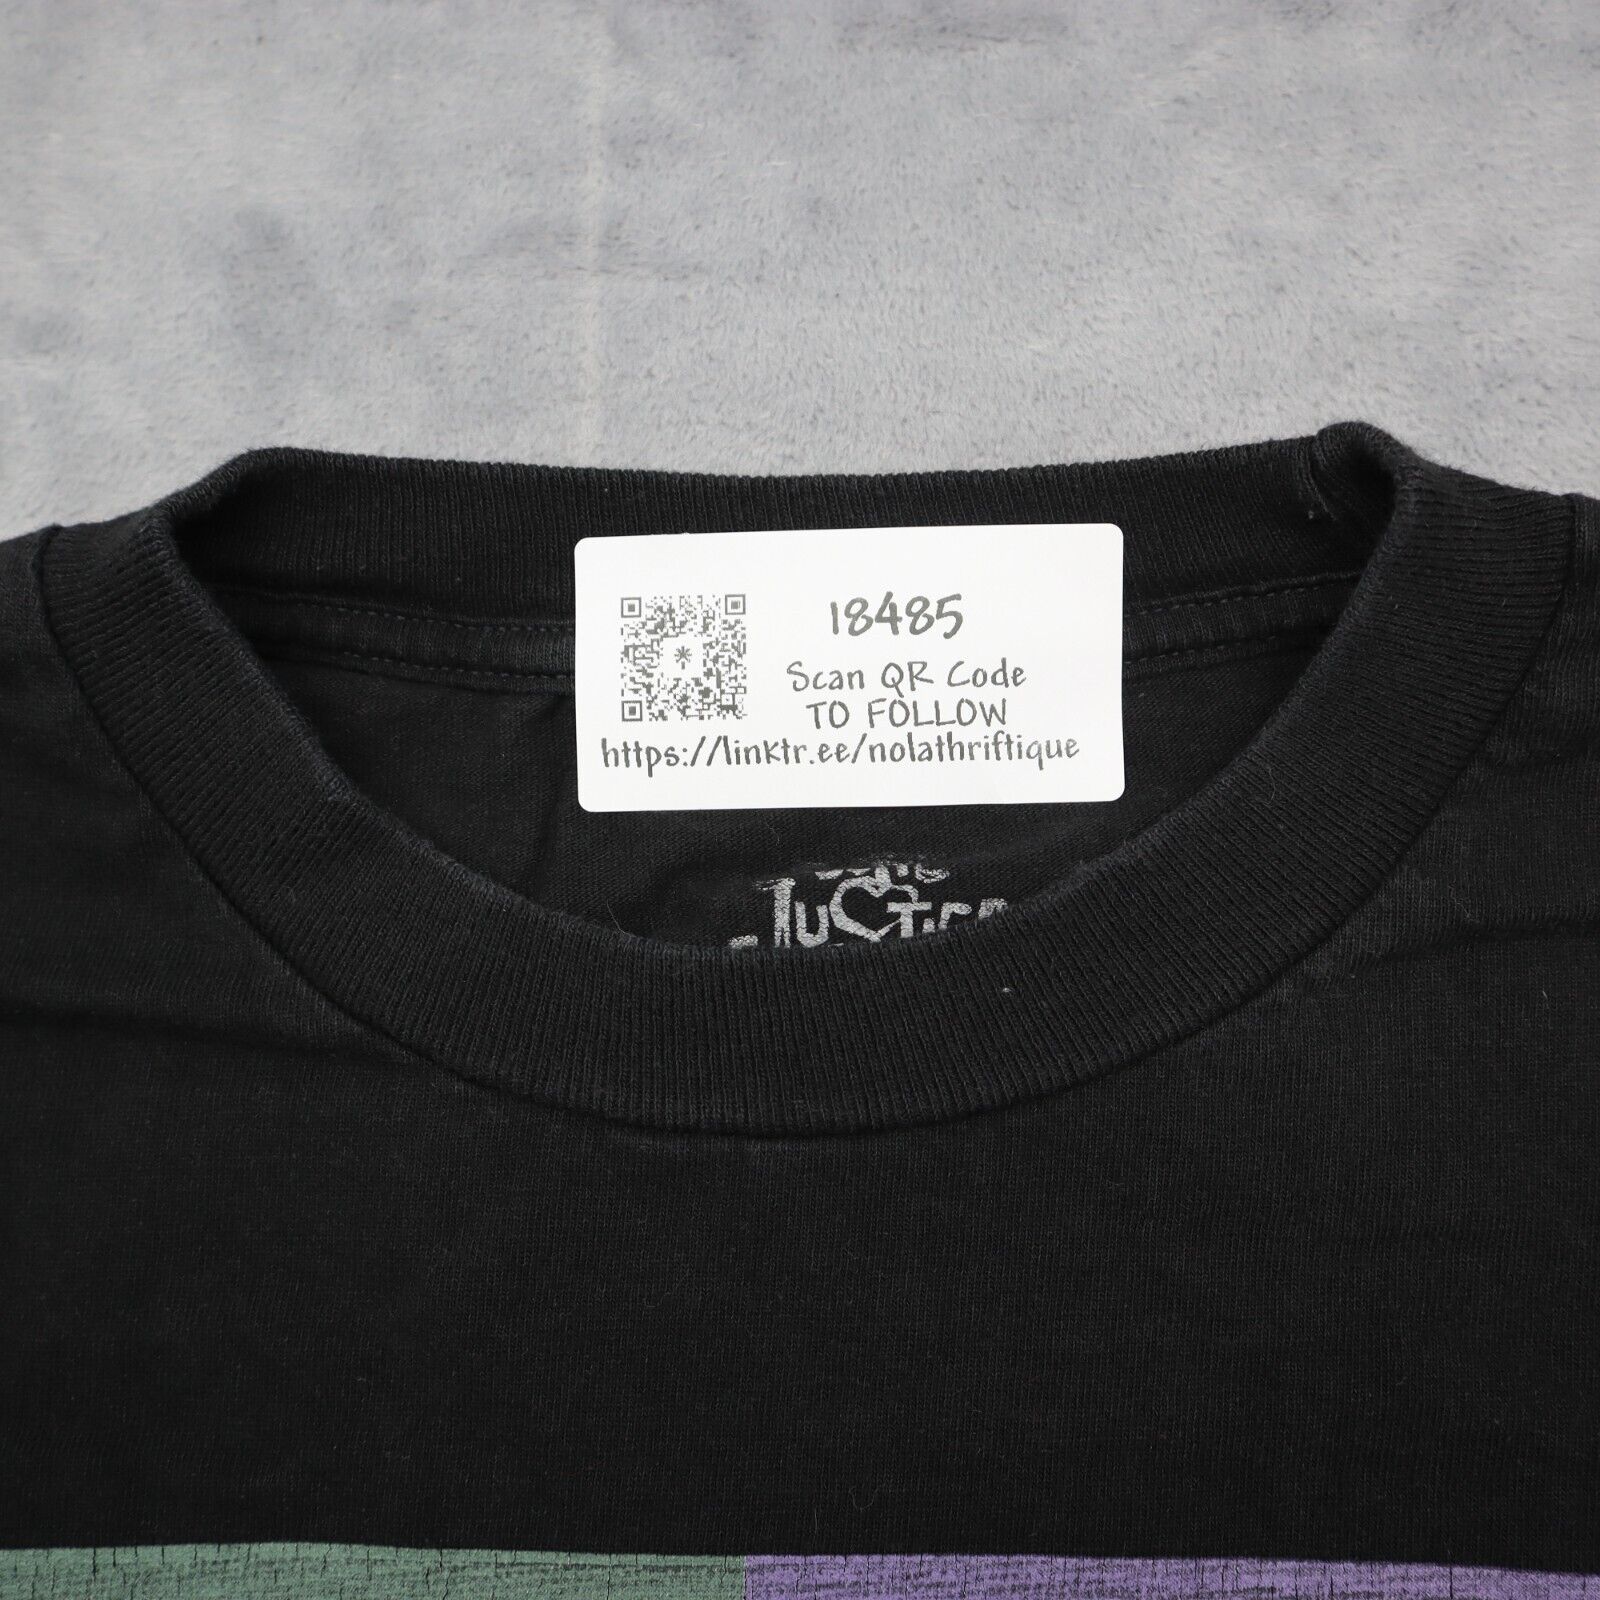 18485
Scan QR Code
TO FOLLOW
https://linktr.ee/nolathriftique